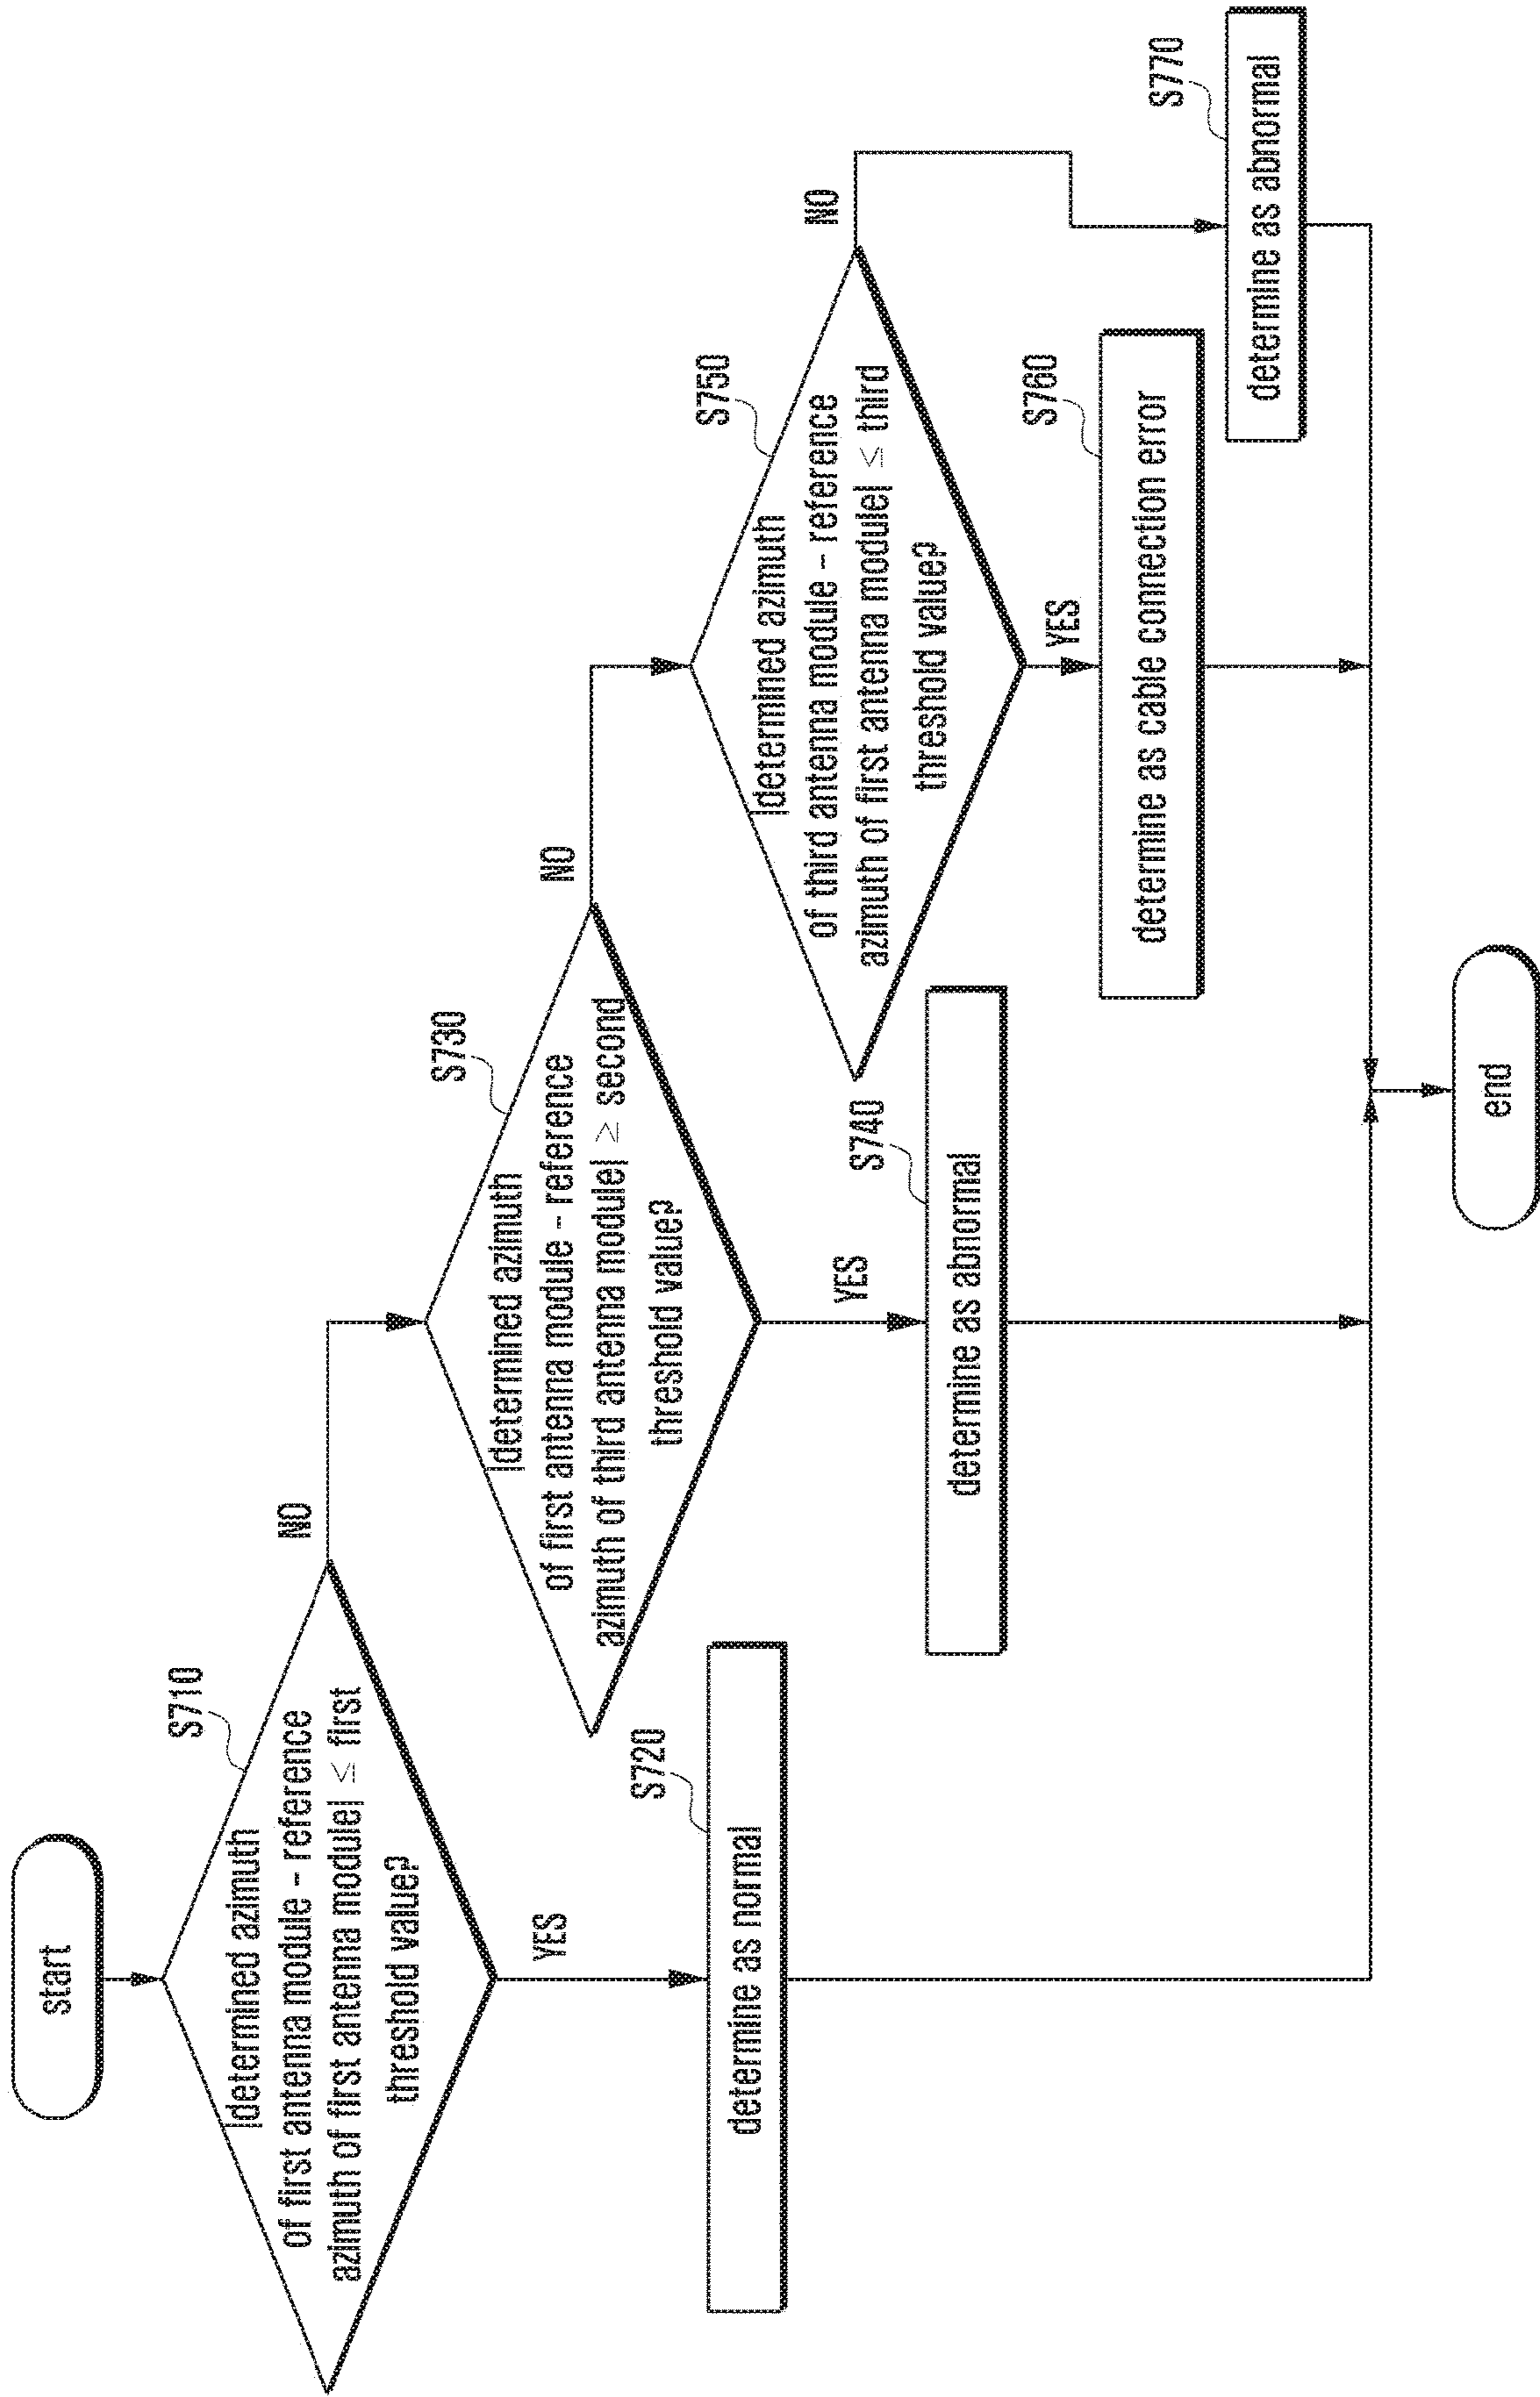 start
S710
|determined azimuth
of first antenna module - reference
azimuth of first antenna module| ≤ first
threshold value?
NO
YES
S720
determine as normal
S730
|determined azimuth
of first antenna module - reference
azimuth of third antenna module| ≥ second
threshold value?
NO
YES
S740
determine as abnormal
S750
|determined azimuth
of third antenna module - reference
azimuth of first antenna module| ≤ third
threshold value?
NO
YES
S760
determine as cable connection error
S770
determine as abnormal
end